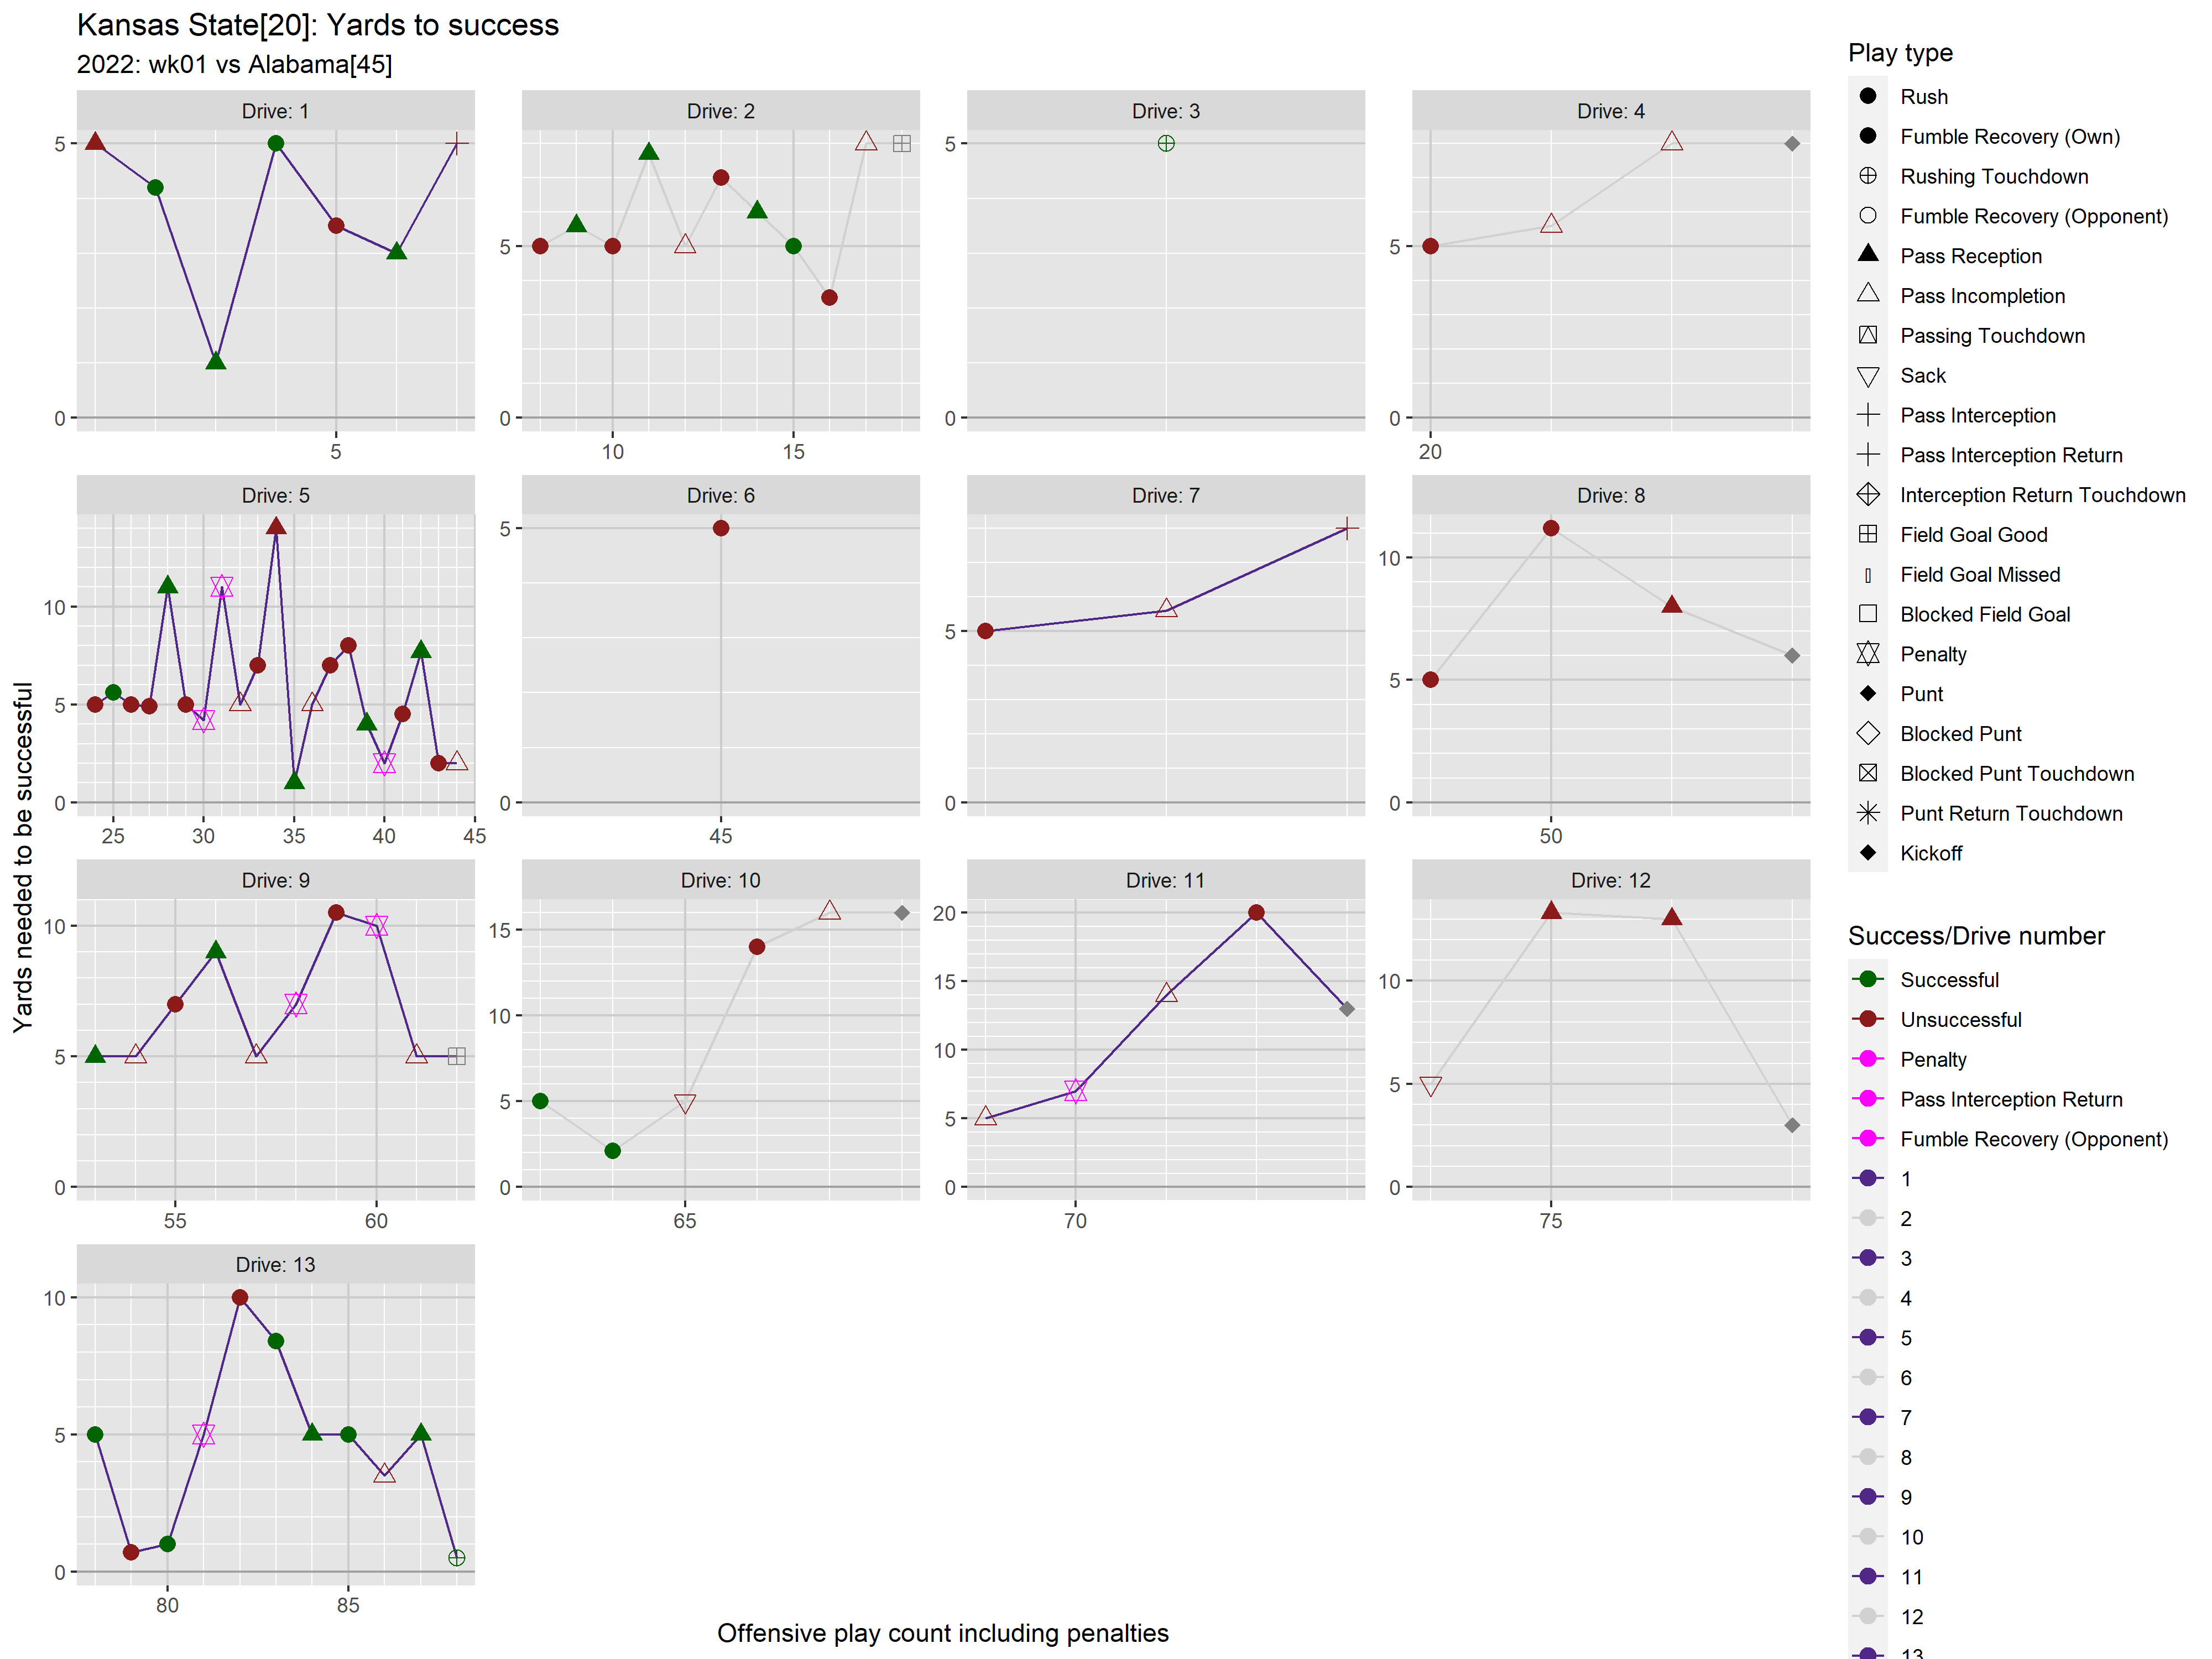 Kansas State[20]: Yards to success
2022: wk01 vs Alabama[45]
Drive: 1
Drive: 2
Drive: 3
Drive: 4
5
0
5
5
0
10
15
5
0
5
0
20
Drive: 5
Drive: 6
Drive: 7
Drive: 8
10
5
0
25
30
35
40
45
5
0
45
5
0
10
5
0
50
Drive: 9
Drive: 10
Drive: 11
Drive: 12
10
5
0
55
60
15
10
5
0
65
20
15
10
5
0
70
10
5
0
75
Drive: 13
10
5
0
80
85
Yards needed to be successful
Offensive play count including penalties
Play type
Rush
Fumble Recovery (Own)
Rushing Touchdown
Fumble Recovery (Opponent)
Pass Reception
Pass Incompletion
Passing Touchdown
Sack
Pass Interception
Pass Interception Return
Interception Return Touchdown
Field Goal Good
Field Goal Missed
Blocked Field Goal
Penalty
Punt
Blocked Punt
Blocked Punt Touchdown
Punt Return Touchdown
Kickoff
Success/Drive number
Successful
Unsuccessful
Penalty
Pass Interception Return
Fumble Recovery (Opponent)
1
2
3
4
5
6
7
8
9
10
11
12
13